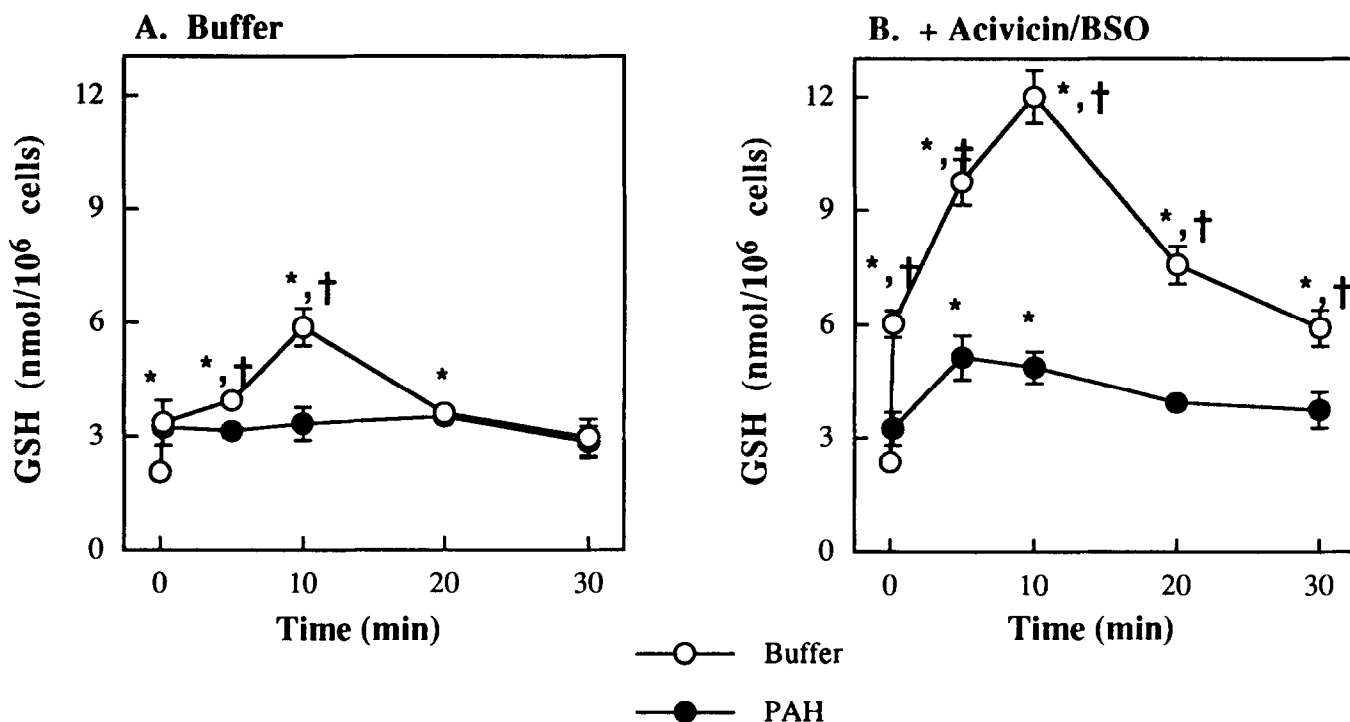 A. Buffer
GSH (nmol/10⁶ cells)
12
9
6
3
0
*
*,†
*,†
*
0 10 20 30
Time (min)
B. + Acivicin/BSO
GSH (nmol/10⁶ cells)
12
9
6
3
0
*,†
*,‡
*,†
*,†
*,†
*
*
0 10 20 30
Time (min)
Buffer
PAH